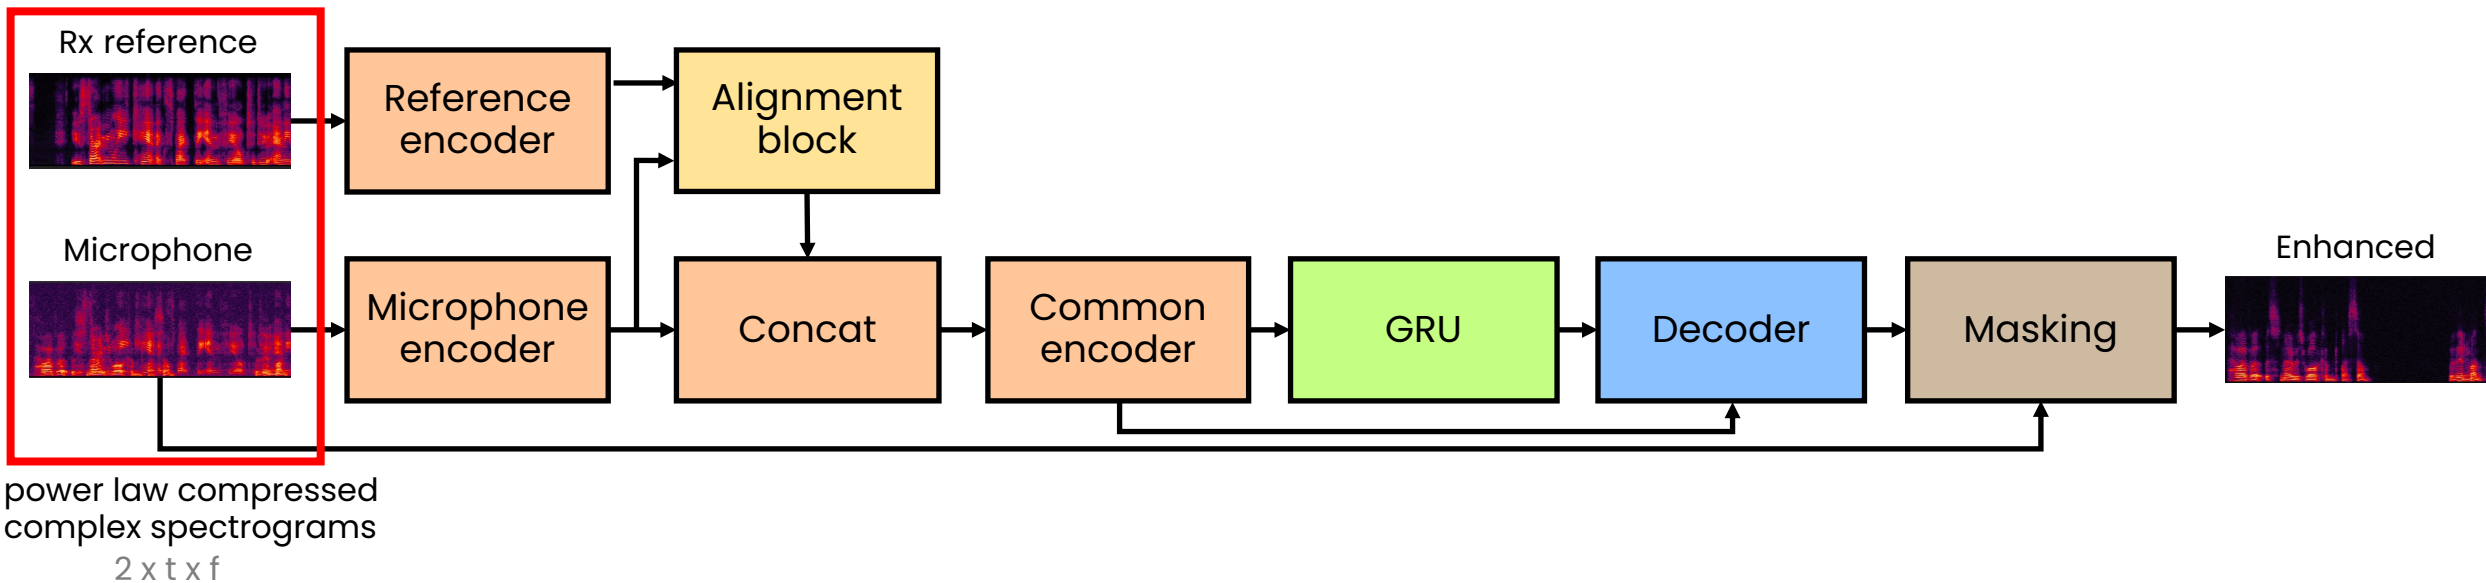 Rx reference
Reference
encoder
Alignment
block
Microphone
Microphone
encoder
Concat
Common
encoder
GRU
Decoder
Masking
Enhanced
power law compressed
complex spectrograms
2 x t x f